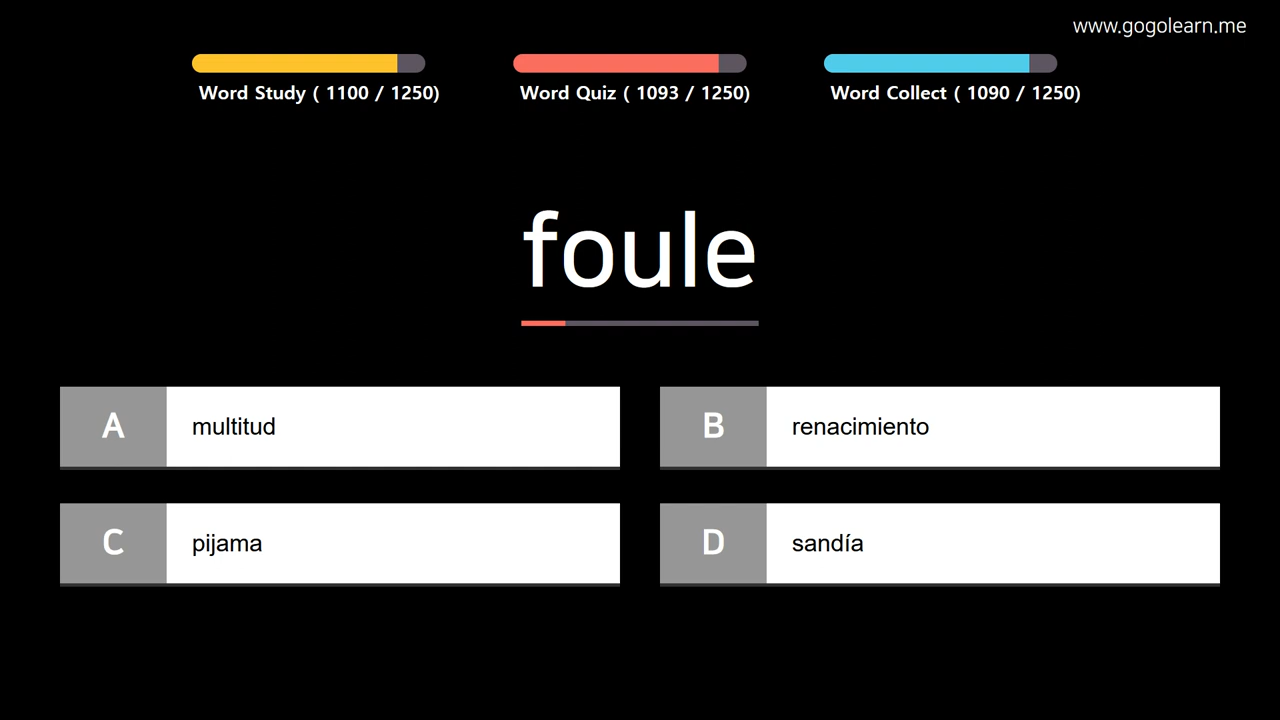 www.gogolearn.me
Word Study ( 1100 / 1250)
Word Quiz ( 1093 / 1250)
Word Collect ( 1090 / 1250)
foule
A multitud
B renacimiento
C pijama
D sandía